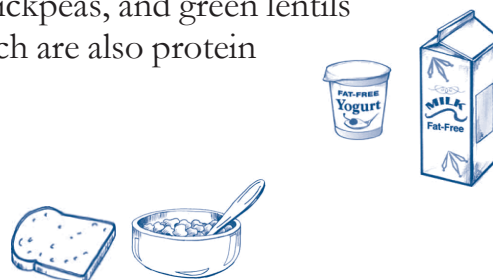 ickpeas, and green lentils
ch are also protein
FAT-FREE
Yogurt
MILK
Fat-Free